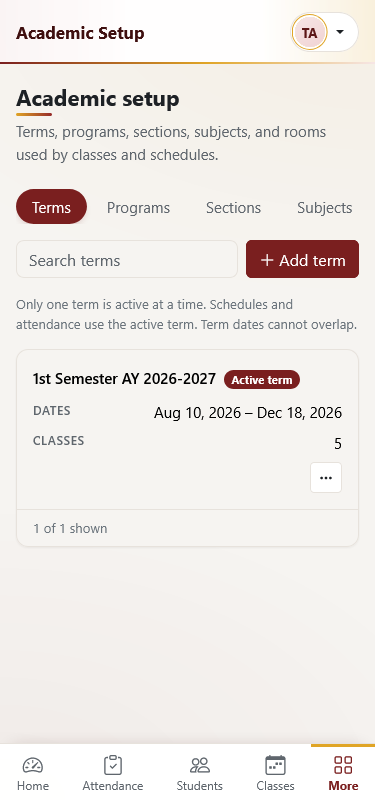 Academic Setup
TA
Academic setup
Terms, programs, sections, subjects, and rooms
used by classes and schedules.
Terms
Programs
Sections
Subjects
Search terms
+ Add term
Only one term is active at a time. Schedules and
attendance use the active term. Term dates cannot overlap.
1st Semester AY 2026-2027 Active term
DATES Aug 10, 2026 – Dec 18, 2026
CLASSES 5
...
1 of 1 shown
Home
Attendance
Students
Classes
More